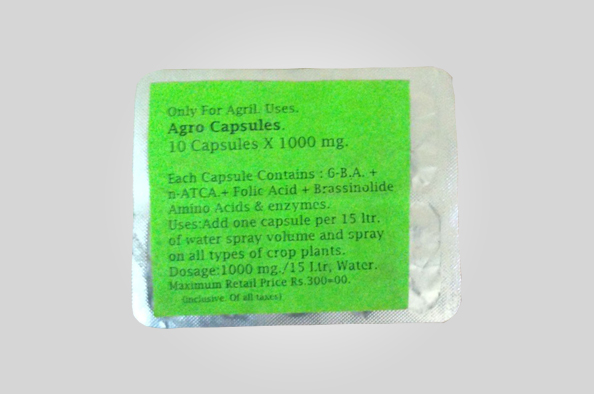 Only For Agril. Uses.
Agro Capsules.
10 Capsules X 1000 mg.
Each Capsule Contains : G-B.A. +
n-ATCA.+ Folic Acid + Brassinolide
Amino Acids & enzymes.
Uses:Add one capsule per 15 ltr.
of water spray volume and spray
on all types of crop plants.
Dosage:1000 mg./15 Ltr. Water.
Maximum Retail Price Rs.300=00.
(inclusive. Of all taxes)